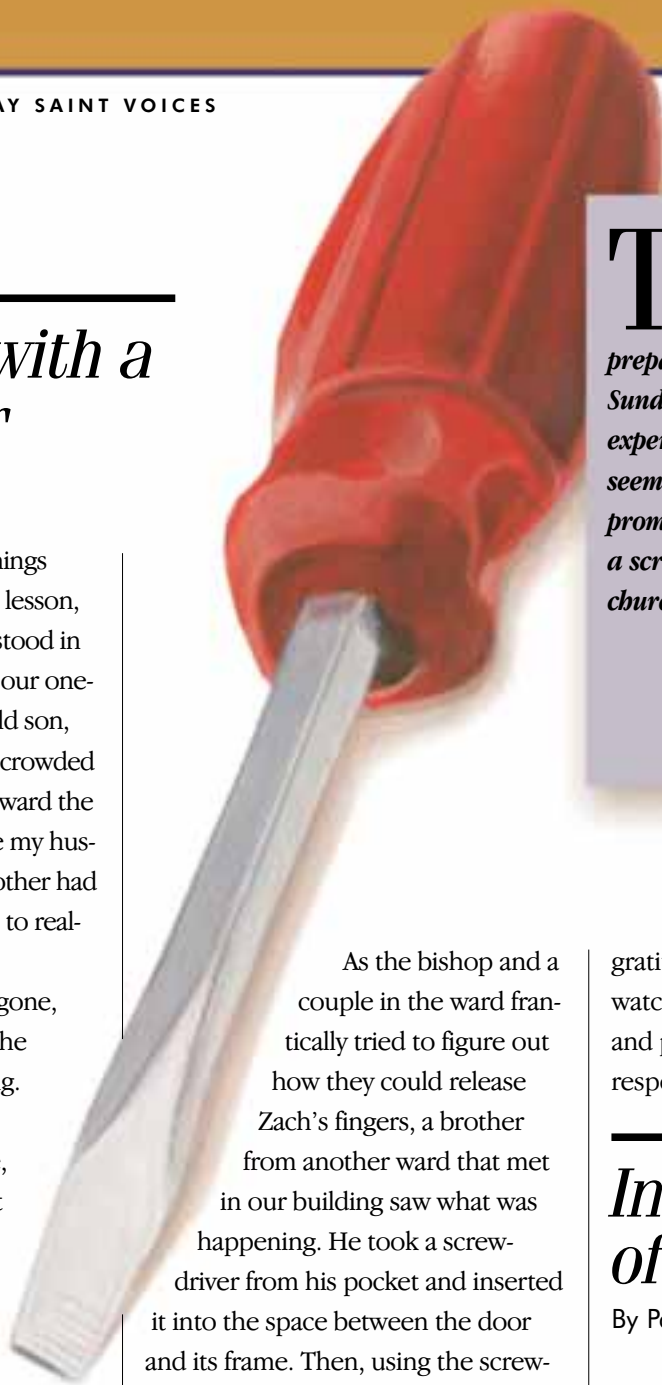 AY SAINT VOICES
with a
r
ings
lesson,
stood in
our one-
ld son,
crowded
ward the
e my hus-
other had
to real-
gone,
he
g.
,
t
As the bishop and a
couple in the ward fran-
tically tried to figure out
how they could release
Zach’s fingers, a brother
from another ward that met
in our building saw what was
happening. He took a screw-
driver from his pocket and inserted
it into the space between the door
and its frame. Then, using the screw-
T
prepa
Sund
exper
seem
prom
a scr
churc
grati
watc
and p
respo
In
of
By Po